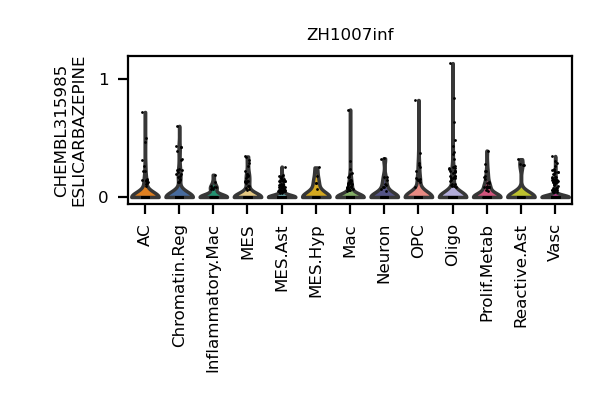 ZH1007inf
CHEMBL315985
ESLICARBAZEPINE
1
0
AC
Chromatin.Reg
Inflammatory.Mac
MES
MES.Ast
MES.Hyp
Mac
Neuron
OPC
Oligo
Prolif.Metab
Reactive.Ast
Vasc